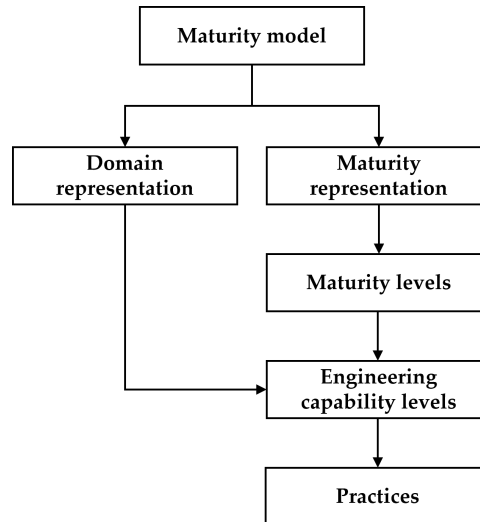 Maturity model
Domain
representation
Maturity
representation
Maturity levels
Engineering
capability levels
Practices